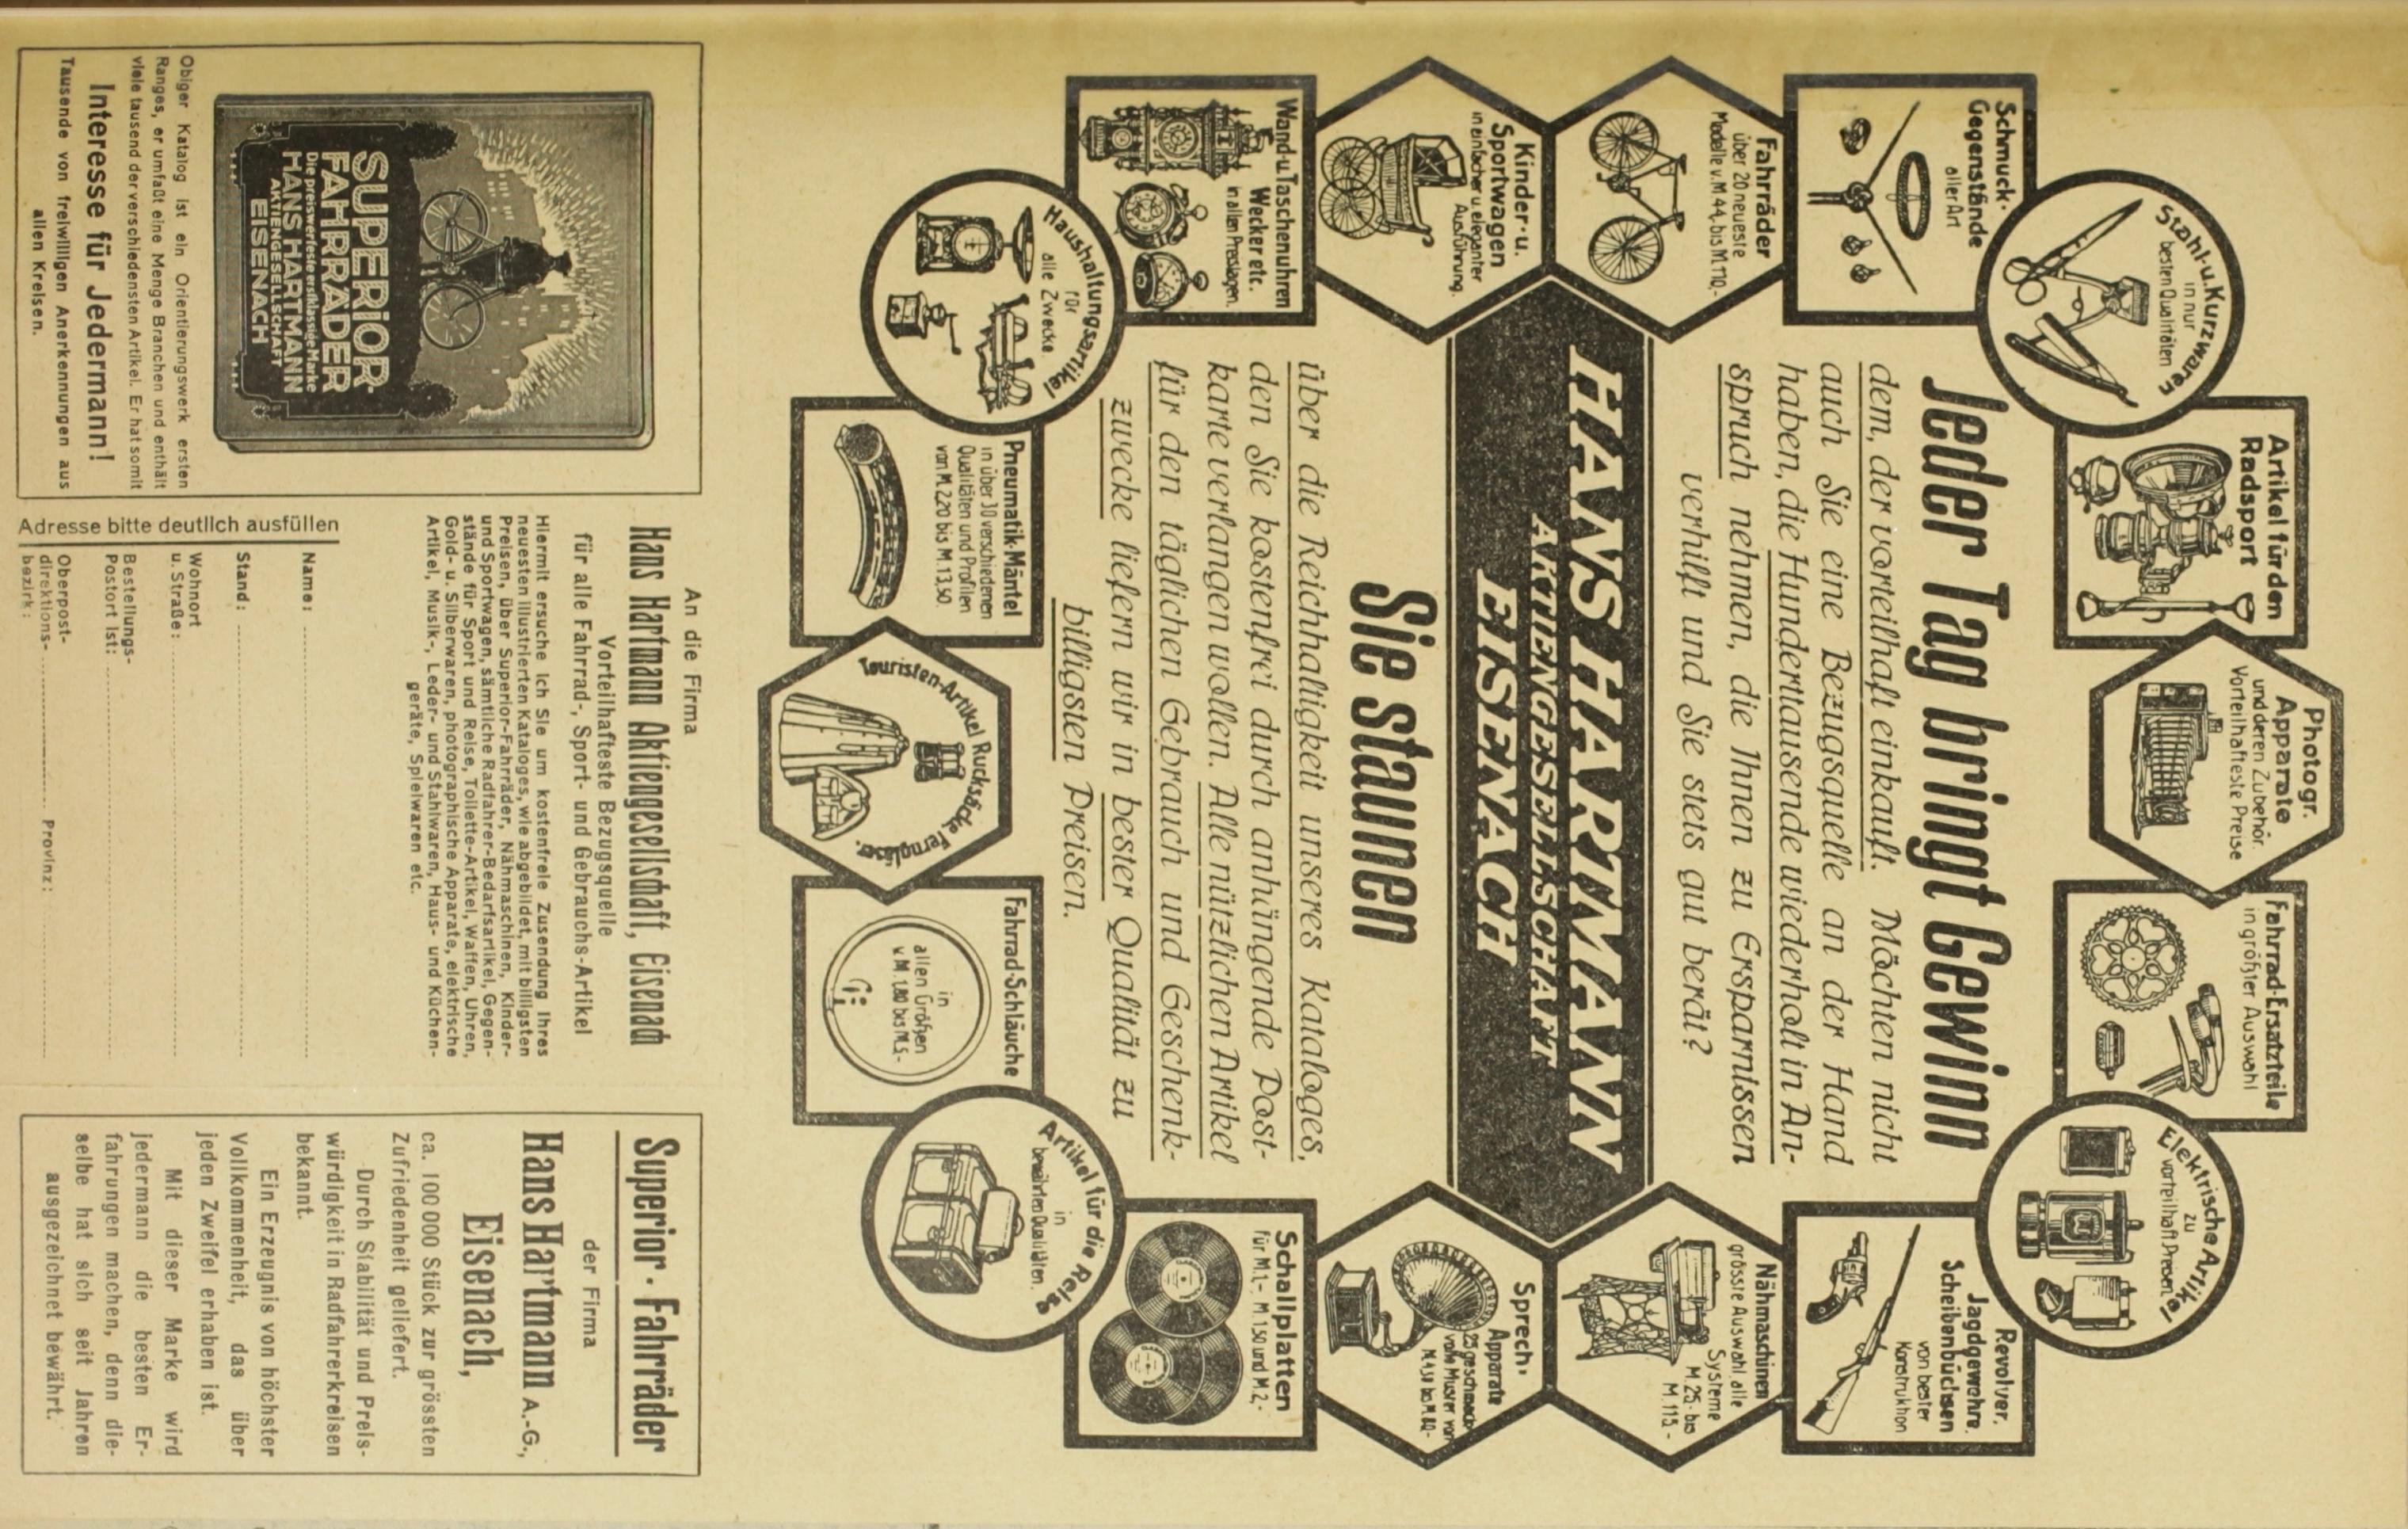 Stahl- u. Kurzwaren
in nur
besten Qualitäten
Artikel für den
Radsport
Photogr.
Apparate
und deren Zubehör.
Vorteilhafteste Preise
Fahrrad-Ersatzteile
in größter Auswahl
Elektrische Artikel
zu
vorteilhaft. Preisen.
Schmuck-
Gegenstände
aller Art
Revolver.
Jagdgewehre.
Scheibenbüchsen
von bester
Konstruktion
Jeder Tag bringt Gewinn
dem, der vorteilhaft einkauft. Möchten nicht
auch Sie eine Bezugsquelle an der Hand
haben, die Hunderttausende wiederholt in An-
spruch nehmen, die Ihnen zu Ersparnissen
verhilft und Sie stets gut berät?
Fahrräder
über 20 neueste
Modelle v. M 44,- bis M. 110,-
Nähmaschinen
grösste Auswahl, alle
Systeme
M. 25.- bis
M. 115.-
HANS HARTMANN
AKTIENGESELLSCHAFT
EISENACH
Kinder- u.
Sportwagen
in einfacher u. eleganter
Ausführung.
Sprech-
Apparate
25 geschmack-
volle Muster von
M. 4,50 bis M. 80.-
Sie staunen
über die Reichhaltigkeit unseres Kataloges,
den Sie kostenfrei durch anhängende Post-
karte verlangen wollen. Alle nützlichen Artikel
für den täglichen Gebrauch und Geschenk-
zwecke liefern wir in bester Qualität zu
billigsten Preisen.
Wand- u. Taschenuhren
Wecker etc.
in allen Preislagen.
Schallplatten
für M. 1,- M 1.50 und M. 2.-
Haushaltungsartikel
für
alle Zwecke
Pneumatik-Mäntel
in über 30 verschiedenen
Qualitäten und Profilen
von M. 2.20 bis M. 13,50.
Touristen-Artikel Rucksäcke, Ferngläser.
Fahrrad-Schläuche
in
allen Größen
v. M. 1,80 bis M. 5.-
Artikel für die Reise
in
bewährten Qualitäten.
SUPERIOR-
FAHRRÄDER
Die preiswerteste erstklassige Marke
HANS HARTMANN
AKTIENGESELLSCHAFT
EISENACH
Obiger Katalog ist ein Orientierungswerk ersten
Ranges, er umfaßt eine Menge Branchen und enthält
viele tausend der verschiedensten Artikel. Er hat somit
Interesse für Jedermann!
Tausende von freiwilligen Anerkennungen aus
allen Kreisen.
An die Firma
Hans Hartmann Aktiengesellschaft, Eisenach
Vorteilhafteste Bezugsquelle
für alle Fahrrad-, Sport- und Gebrauchs-Artikel
Hiermit ersuche ich Sie um kostenfreie Zusendung Ihres
neuesten illustrierten Kataloges, wie abgebildet, mit billigsten
Preisen, über Superior-Fahrräder, Nähmaschinen, Kinder-
und Sportwagen, sämtliche Radfahrer-Bedarfsartikel, Gegen-
stände für Sport und Reise, Toilette-Artikel, Waffen, Uhren,
Gold- u. Silberwaren, photographische Apparate, elektrische
Artikel, Musik-, Leder- und Stahlwaren, Haus- und Küchen-
geräte, Spielwaren etc.
Adresse bitte deutlich ausfüllen
Name:
Stand:
Wohnort
u. Straße:
Bestellungs-
Postort ist:
Oberpost-
direktions-
bezirk:
Provinz:
Superior-Fahrräder
der Firma
Hans Hartmann A.-G.,
Eisenach,
ca. 100 000 Stück zur grössten
Zufriedenheit geliefert.
Durch Stabilität und Preis-
würdigkeit in Radfahrerkreisen
bekannt.
Ein Erzeugnis von höchster
Vollkommenheit, das über
jeden Zweifel erhaben ist.
Mit dieser Marke wird
jedermann die besten Er-
fahrungen machen, denn die-
selbe hat sich seit Jahren
ausgezeichnet bewährt.